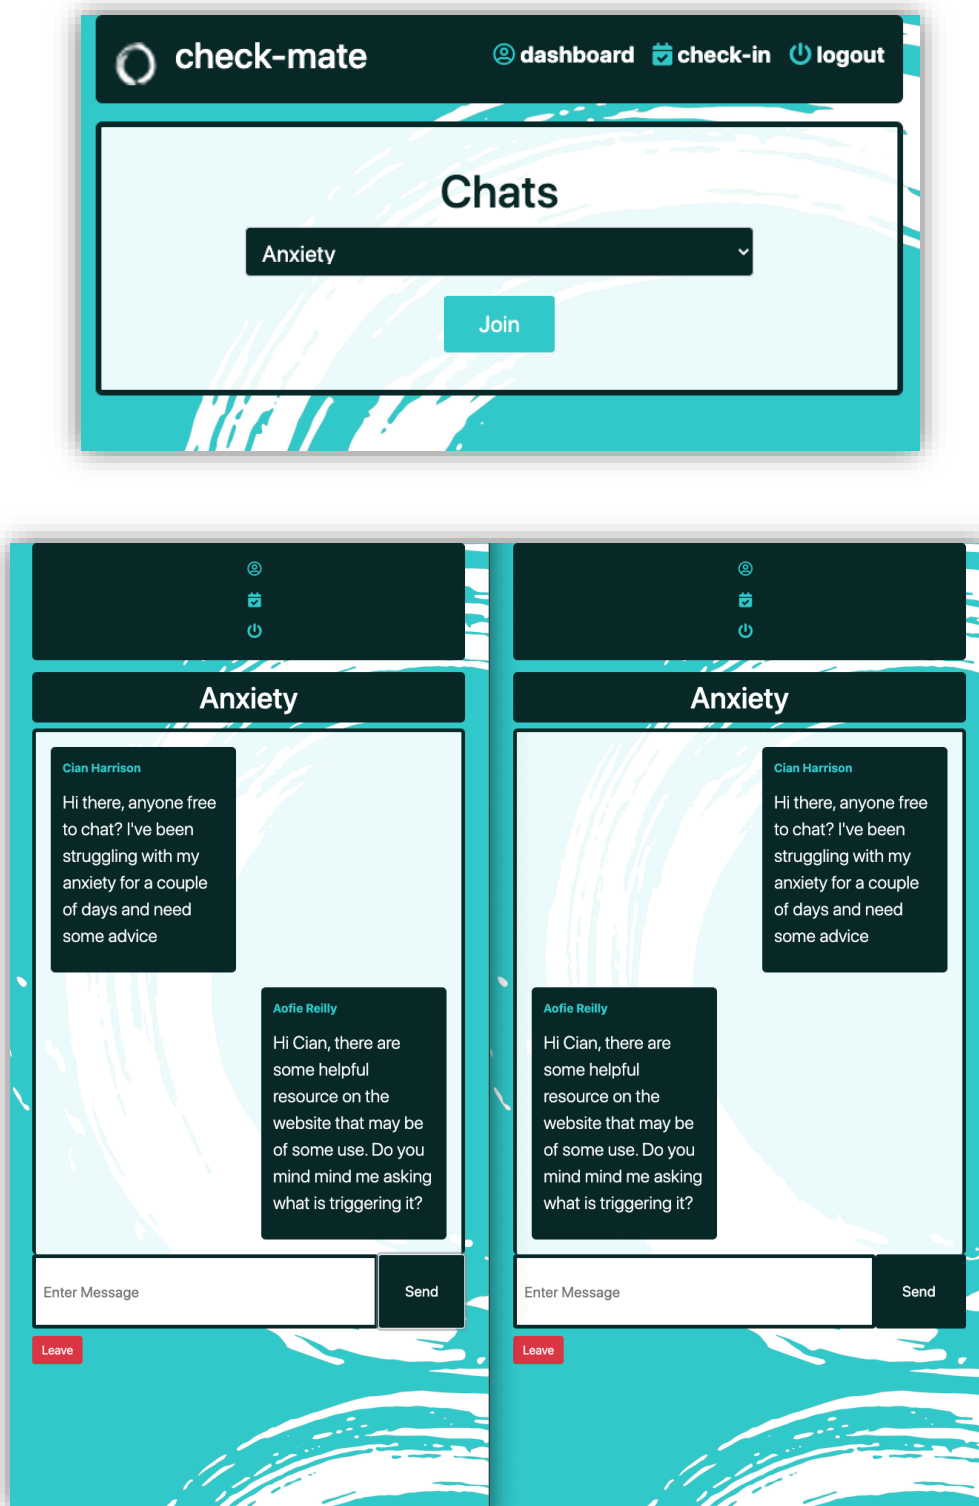 check-mate
dashboard check-in logout
Chats
Anxiety
Join
Anxiety
Cian Harrison
Hi there, anyone free
to chat? I've been
struggling with my
anxiety for a couple
of days and need
some advice
Aofie Reilly
Hi Cian, there are
some helpful
resource on the
website that may be
of some use. Do you
mind mind me asking
what is triggering it?
Enter Message
Send
Leave
Anxiety
Cian Harrison
Hi there, anyone free
to chat? I've been
struggling with my
anxiety for a couple
of days and need
some advice
Aofie Reilly
Hi Cian, there are
some helpful
resource on the
website that may be
of some use. Do you
mind mind me asking
what is triggering it?
Enter Message
Send
Leave